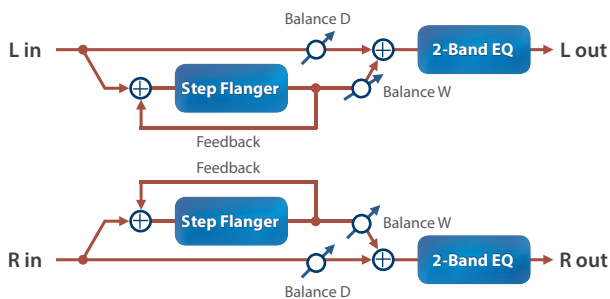 Balance D
L in
2-Band EQ
L out
Step Flanger
Balance W
Feedback
Feedback
Step Flanger
Balance W
R in
2-Band EQ
R out
Balance D